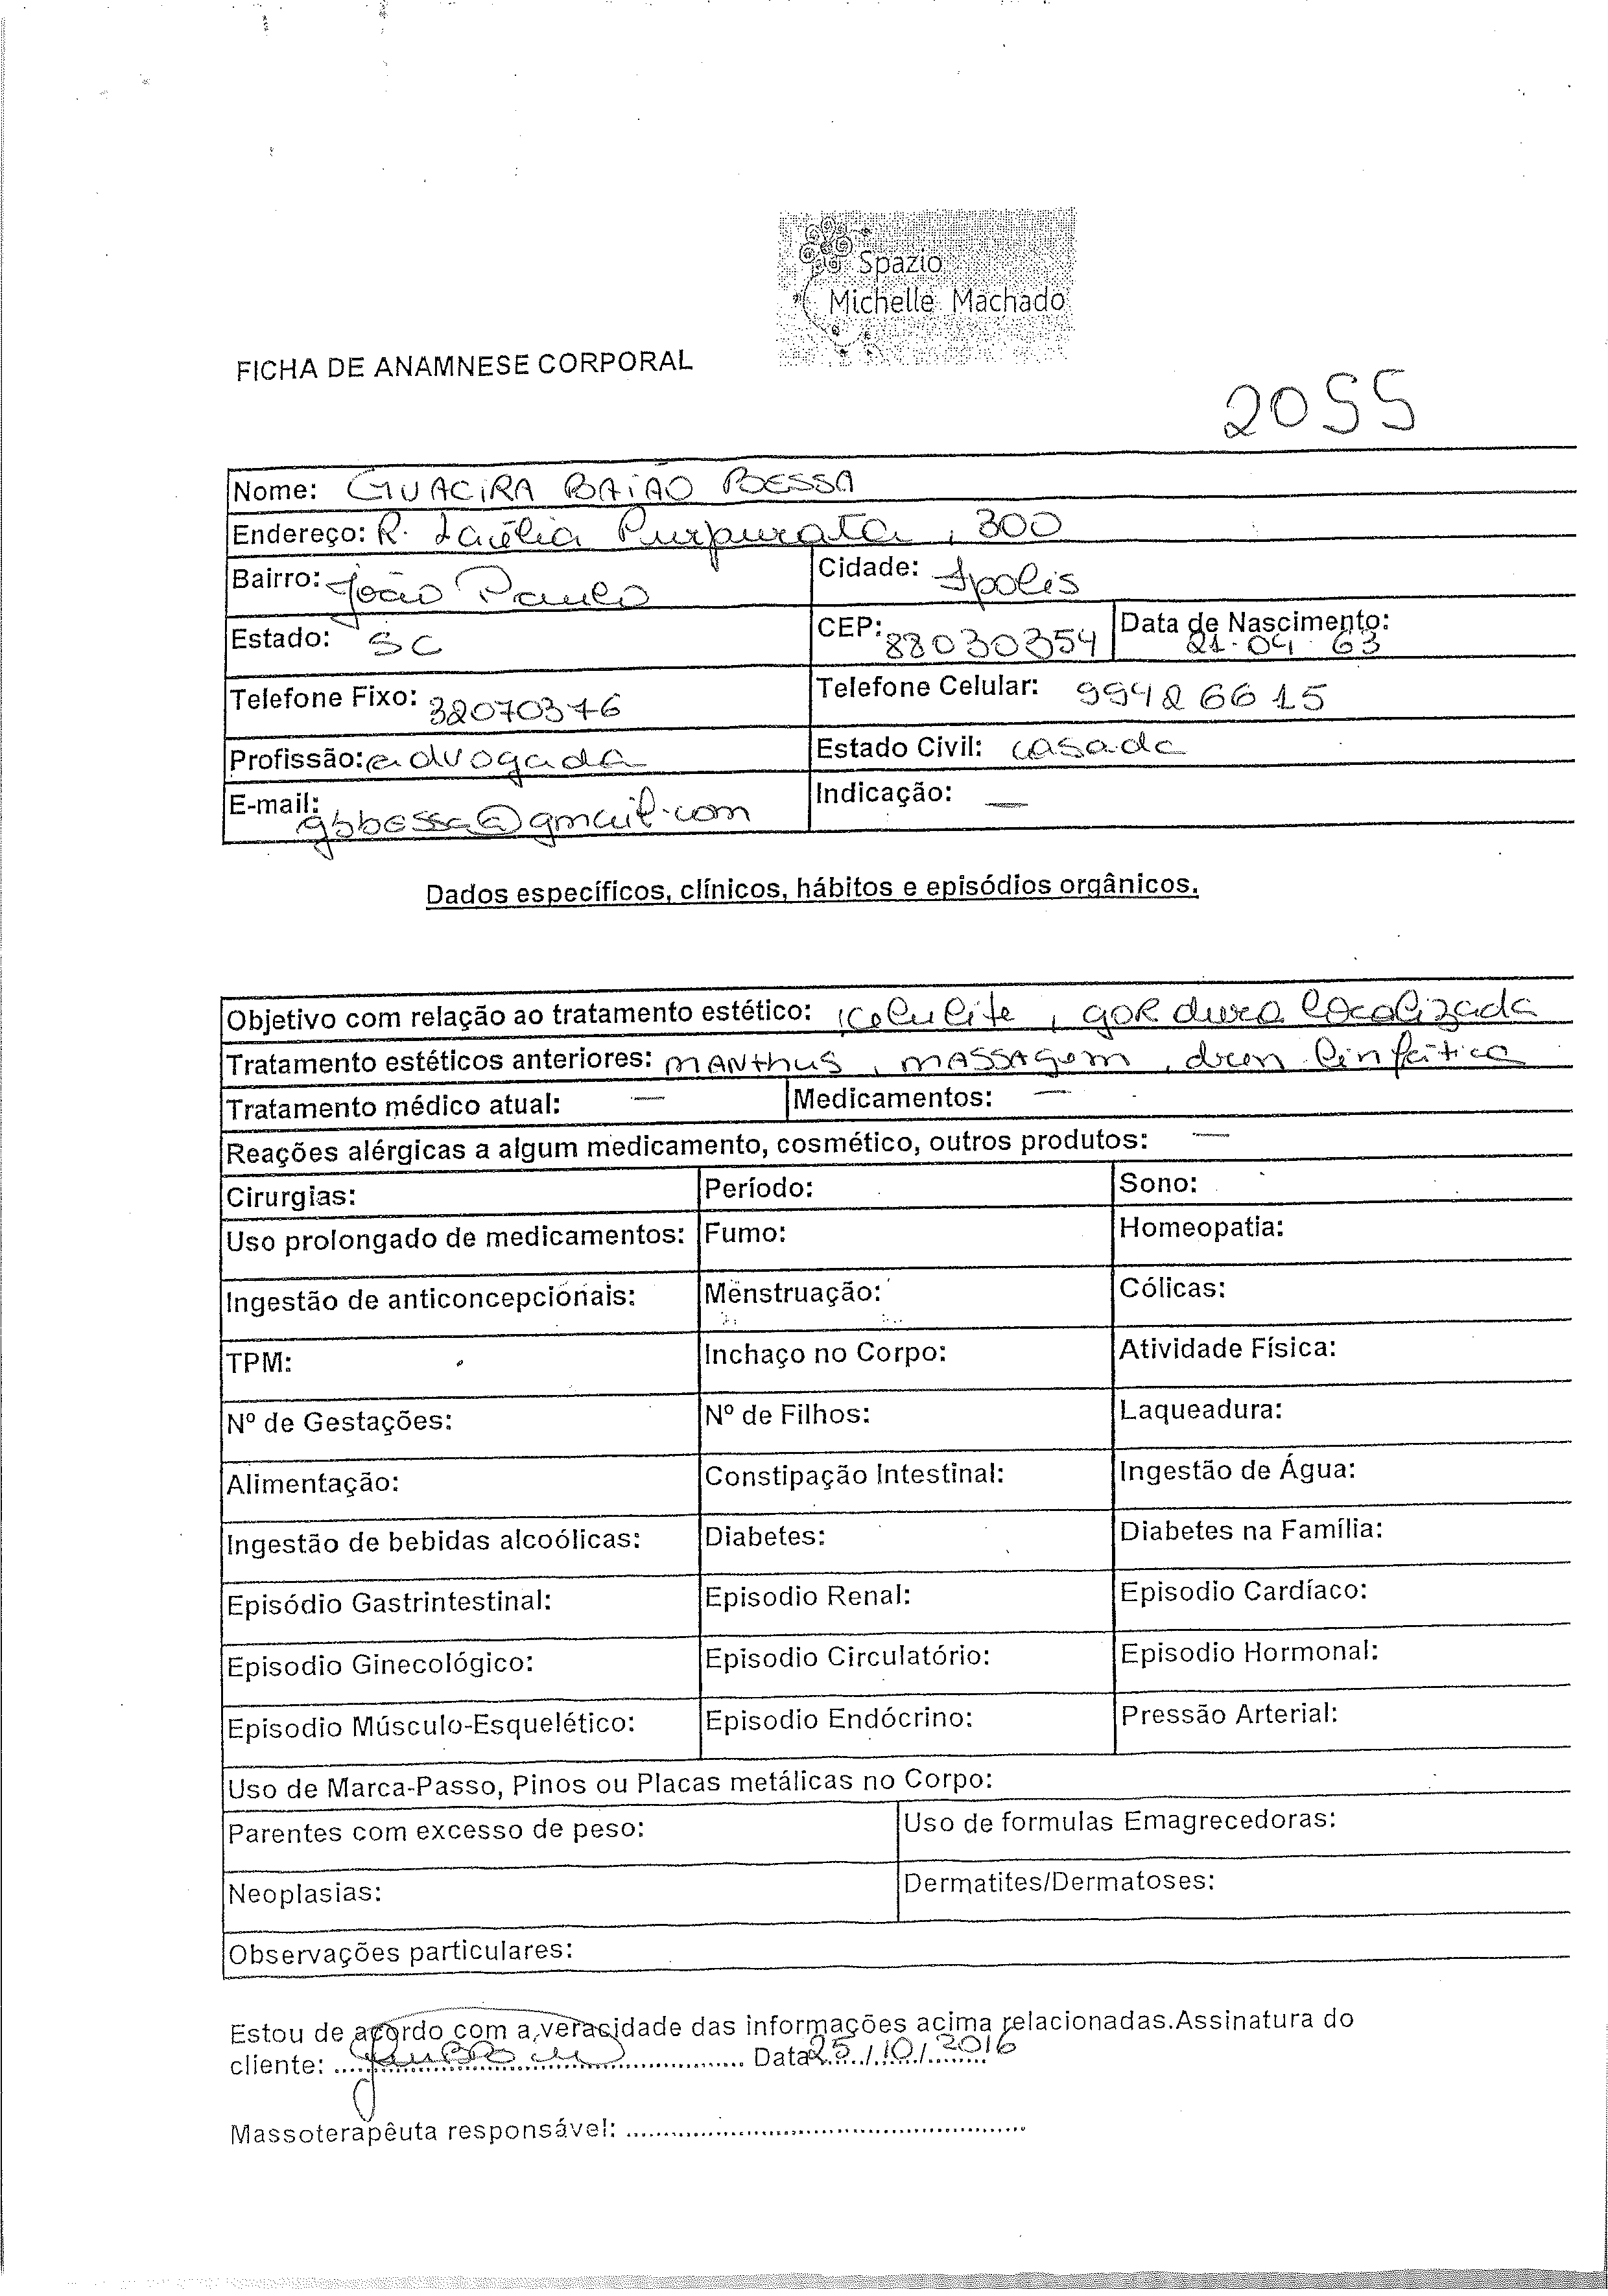 Spazio
Michelle Machado
FICHA DE ANAMNESE CORPORAL
2055
Nome: GUACIRA BAIÃO BESSA
Endereço: R. Laélia Purpurata, 300
Bairro: João Paulo Cidade: Fpolis
Estado: SC CEP: 88030354 Data de Nascimento: 21.04.63
Telefone Fixo: 32070376 Telefone Celular: 99426615
Profissão: advogada Estado Civil: casada
E-mail: gbbessa@gmail.com Indicação: —
Dados específicos, clínicos, hábitos e episódios orgânicos.
Objetivo com relação ao tratamento estético: celulite, gordura localizada
Tratamento estéticos anteriores: MANthus, MASSAgem, dren linfática
Tratamento médico atual: — Medicamentos: —
Reações alérgicas a algum medicamento, cosmético, outros produtos: —
Cirurgias: Período: Sono:
Uso prolongado de medicamentos: Fumo: Homeopatia:
Ingestão de anticoncepcionais: Menstruação: Cólicas:
TPM: Inchaço no Corpo: Atividade Física:
Nº de Gestações: Nº de Filhos: Laqueadura:
Alimentação: Constipação Intestinal: Ingestão de Água:
Ingestão de bebidas alcoólicas: Diabetes: Diabetes na Família:
Episódio Gastrintestinal: Episodio Renal: Episodio Cardíaco:
Episodio Ginecológico: Episodio Circulatório: Episodio Hormonal:
Episodio Músculo-Esquelético: Episodio Endócrino: Pressão Arterial:
Uso de Marca-Passo, Pinos ou Placas metálicas no Corpo:
Parentes com excesso de peso: Uso de formulas Emagrecedoras:
Neoplasias: Dermatites/Dermatoses:
Observações particulares:
Estou de acordo com a veracidade das informações acima relacionadas.Assinatura do
cliente: ........ Data 25/10/2016
Massoterapêuta responsável: ........